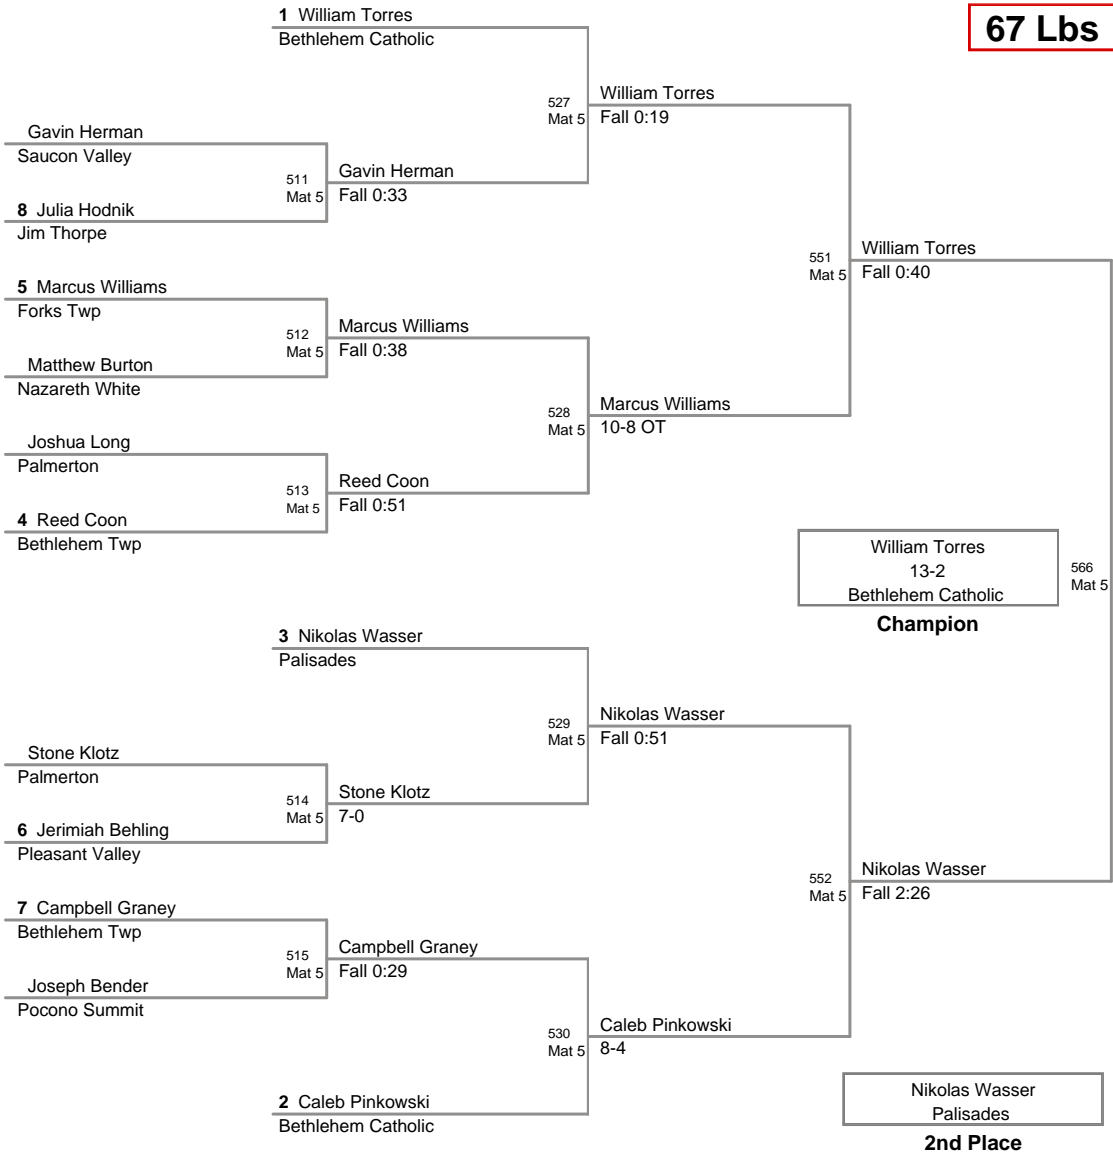 1 William Torres
Bethlehem Catholic
67 Lbs
527
Mat 5
William Torres
Fall 0:19
Gavin Herman
Saucon Valley
511
Mat 5
Gavin Herman
Fall 0:33
8 Julia Hodnik
Jim Thorpe
551
Mat 5
William Torres
Fall 0:40
5 Marcus Williams
Forks Twp
512
Mat 5
Marcus Williams
Fall 0:38
Matthew Burton
Nazareth White
528
Mat 5
Marcus Williams
10-8 OT
Joshua Long
Palmerton
513
Mat 5
Reed Coon
Fall 0:51
4 Reed Coon
Bethlehem Twp
William Torres
13-2
Bethlehem Catholic
Champion
566
Mat 5
3 Nikolas Wasser
Palisades
529
Mat 5
Nikolas Wasser
Fall 0:51
Stone Klotz
Palmerton
514
Mat 5
Stone Klotz
7-0
6 Jerimiah Behling
Pleasant Valley
552
Mat 5
Nikolas Wasser
Fall 2:26
7 Campbell Graney
Bethlehem Twp
515
Mat 5
Campbell Graney
Fall 0:29
Joseph Bender
Pocono Summit
530
Mat 5
Caleb Pinkowski
8-4
2 Caleb Pinkowski
Bethlehem Catholic
Nikolas Wasser
Palisades
2nd Place